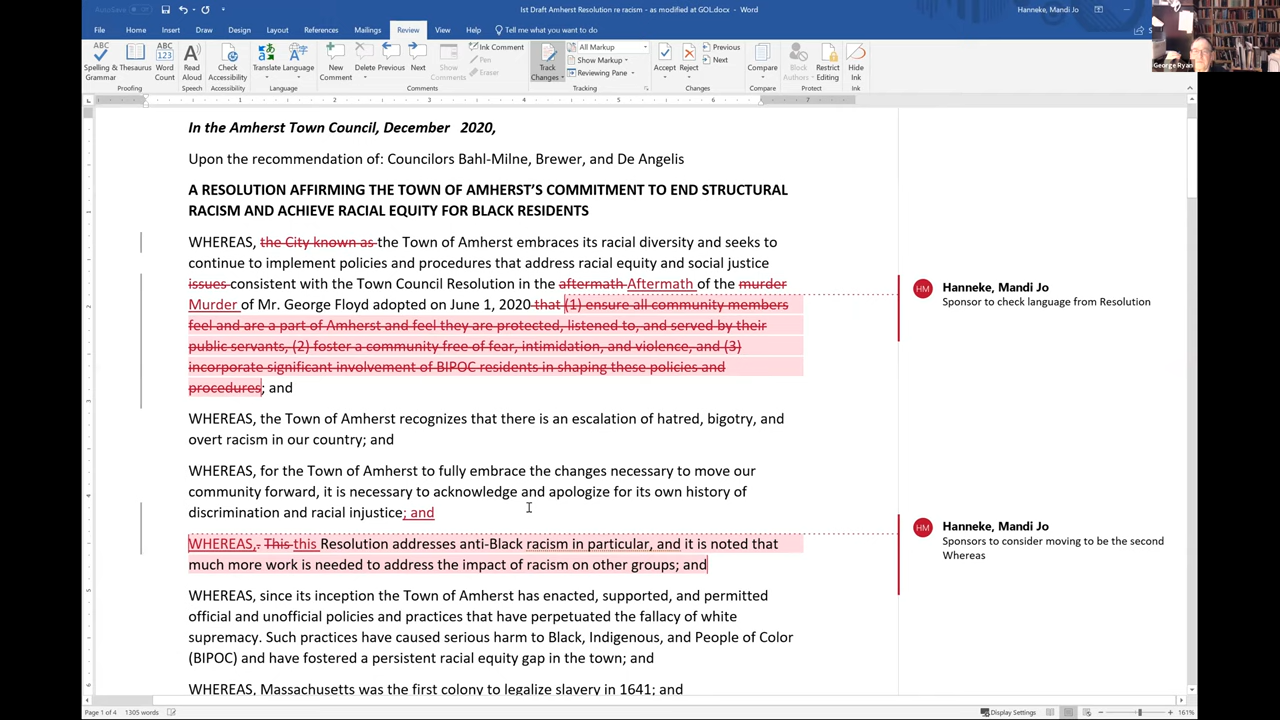 AutoSave Off
Ist Draft Amherst Resolution re racism - as modified at GOL.docx - Word
Hanneke, Mandi Jo
File Home Insert Draw Design Layout References Mailings Review View Help Tell me what you want to do
Spelling & Grammar
Thesaurus
Word Count
Read Aloud
Check Accessibility
Translate
Language
New Comment
Delete
Previous
Next
Show Comments
Ink Comment
Pen
Eraser
Track Changes
All Markup
Show Markup
Reviewing Pane
Accept
Reject
Previous
Next
Compare
Block Authors
Restrict Editing
Hide Ink
Proofing Speech Accessibility Language Comments Tracking Changes Compare Protect Ink
George Ryan
In the Amherst Town Council, December 2020,
Upon the recommendation of: Councilors Bahl-Milne, Brewer, and De Angelis
A RESOLUTION AFFIRMING THE TOWN OF AMHERST’S COMMITMENT TO END STRUCTURAL
RACISM AND ACHIEVE RACIAL EQUITY FOR BLACK RESIDENTS
WHEREAS, the City known as the Town of Amherst embraces its racial diversity and seeks to
continue to implement policies and procedures that address racial equity and social justice
issues consistent with the Town Council Resolution in the aftermath Aftermath of the murder
Murder of Mr. George Floyd adopted on June 1, 2020 that (1) ensure all community members
feel and are a part of Amherst and feel they are protected, listened to, and served by their
public servants, (2) foster a community free of fear, intimidation, and violence, and (3)
incorporate significant involvement of BIPOC residents in shaping these policies and
procedures; and
WHEREAS, the Town of Amherst recognizes that there is an escalation of hatred, bigotry, and
overt racism in our country; and
WHEREAS, for the Town of Amherst to fully embrace the changes necessary to move our
community forward, it is necessary to acknowledge and apologize for its own history of
discrimination and racial injustice; and
WHEREAS,. This this Resolution addresses anti-Black racism in particular, and it is noted that
much more work is needed to address the impact of racism on other groups; and
WHEREAS, since its inception the Town of Amherst has enacted, supported, and permitted
official and unofficial policies and practices that have perpetuated the fallacy of white
supremacy. Such practices have caused serious harm to Black, Indigenous, and People of Color
(BIPOC) and have fostered a persistent racial equity gap in the town; and
WHEREAS, Massachusetts was the first colony to legalize slavery in 1641; and
Hanneke, Mandi Jo
Sponsor to check language from Resolution
Hanneke, Mandi Jo
Sponsors to consider moving to be the second
Whereas
Page 1 of 4 1305 words
Display Settings
161%